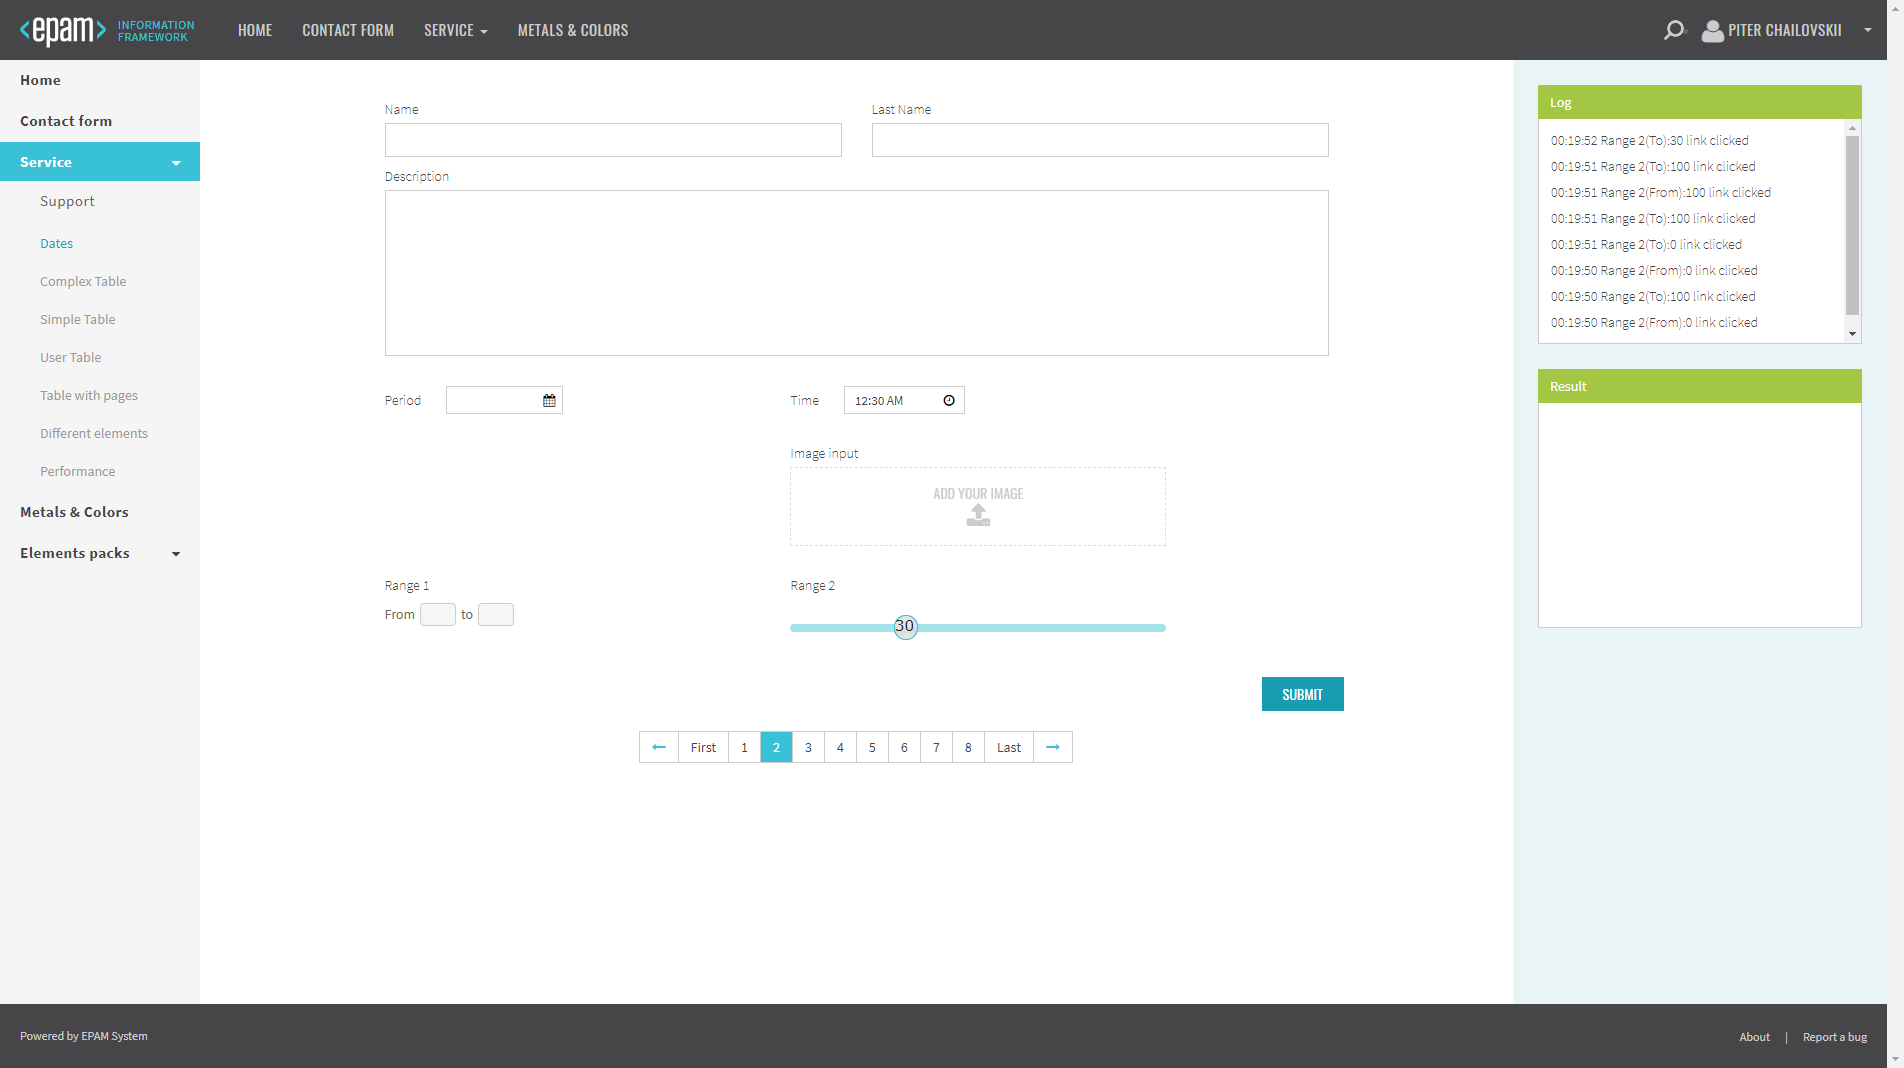 <epam> INFORMATION FRAMEWORK
HOME
CONTACT FORM
SERVICE
METALS & COLORS
PITER CHAILOVSKII
Home
Contact form
Service
Support
Dates
Complex Table
Simple Table
User Table
Table with pages
Different elements
Performance
Metals & Colors
Elements packs
Name
Last Name
Description
Period
Time
12:30 AM
Image input
ADD YOUR IMAGE
Range 1
From to
Range 2
30
SUBMIT
First 1 2 3 4 5 6 7 8 Last
Log
00:19:52 Range 2(To):30 link clicked
00:19:51 Range 2(To):100 link clicked
00:19:51 Range 2(From):100 link clicked
00:19:51 Range 2(To):100 link clicked
00:19:51 Range 2(To):0 link clicked
00:19:50 Range 2(From):0 link clicked
00:19:50 Range 2(To):100 link clicked
00:19:50 Range 2(From):0 link clicked
Result
Powered by EPAM System
About | Report a bug